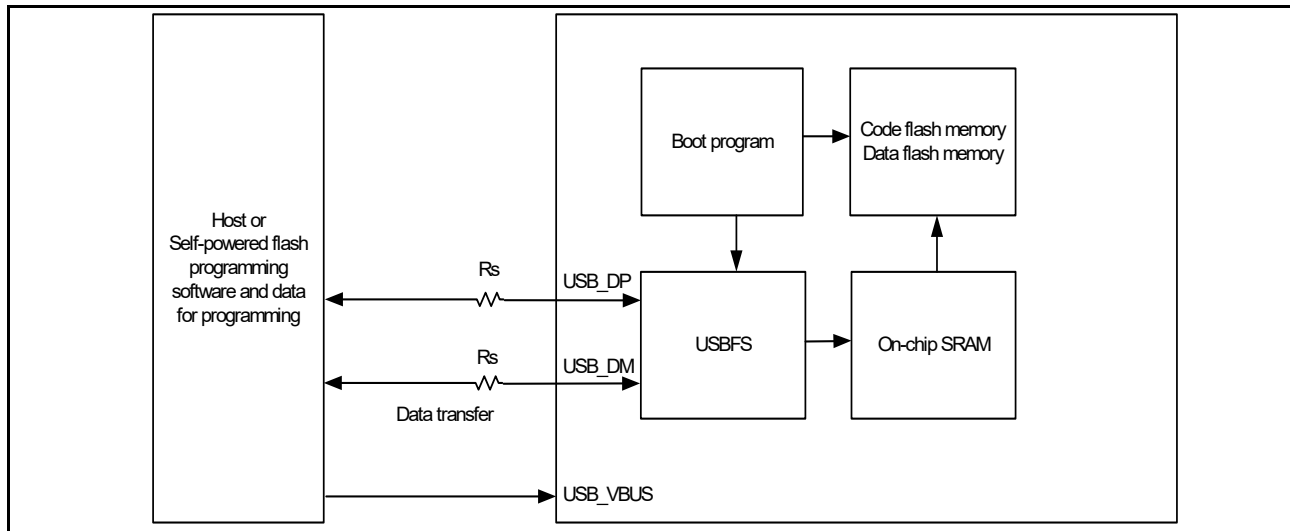 Host or
Self-powered flash
programming
software and data
for programming
Rs
USB_DP
Rs
USB_DM
Data transfer
USB_VBUS
Boot program
Code flash memory
Data flash memory
USBFS
On-chip SRAM